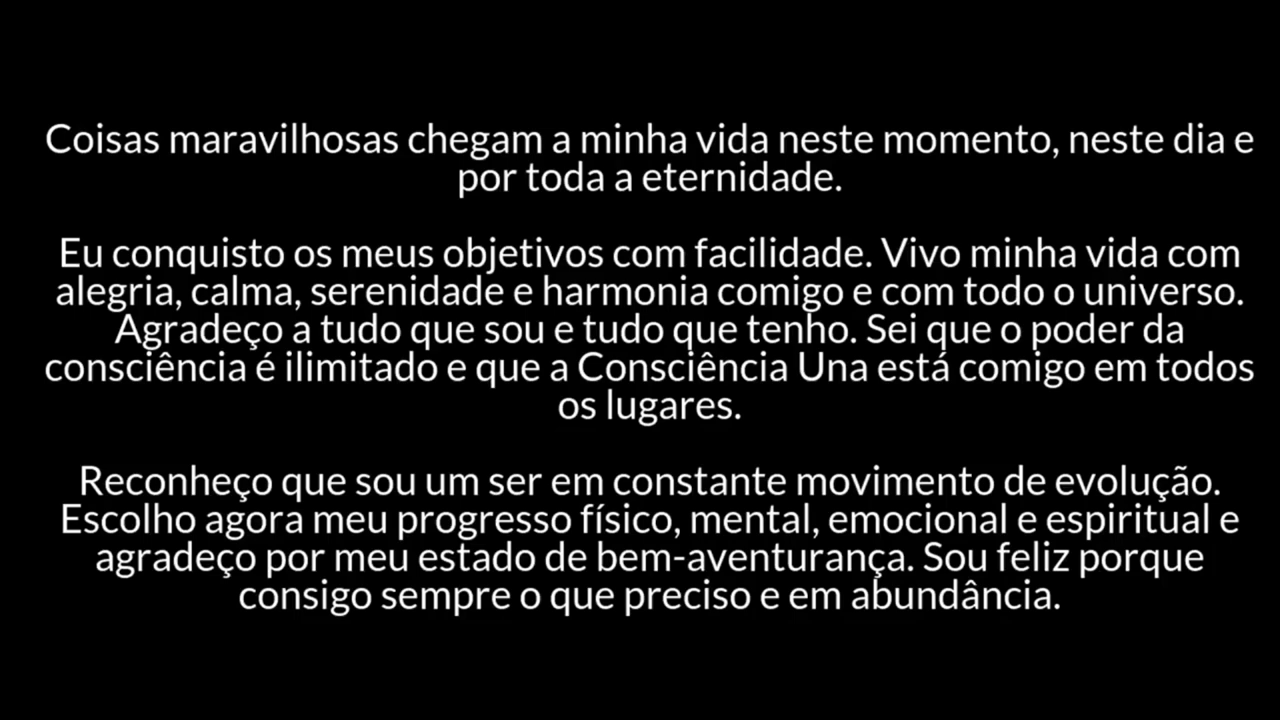 Coisas maravilhosas chegam a minha vida neste momento, neste dia e
por toda a eternidade.
Eu conquisto os meus objetivos com facilidade. Vivo minha vida com
alegria, calma, serenidade e harmonia comigo e com todo o universo.
Agradeço a tudo que sou e tudo que tenho. Sei que o poder da
consciência é ilimitado e que a Consciência Una está comigo em todos
os lugares.
Reconheço que sou um ser em constante movimento de evolução.
Escolho agora meu progresso físico, mental, emocional e espiritual e
agradeço por meu estado de bem-aventurança. Sou feliz porque
consigo sempre o que preciso e em abundância.